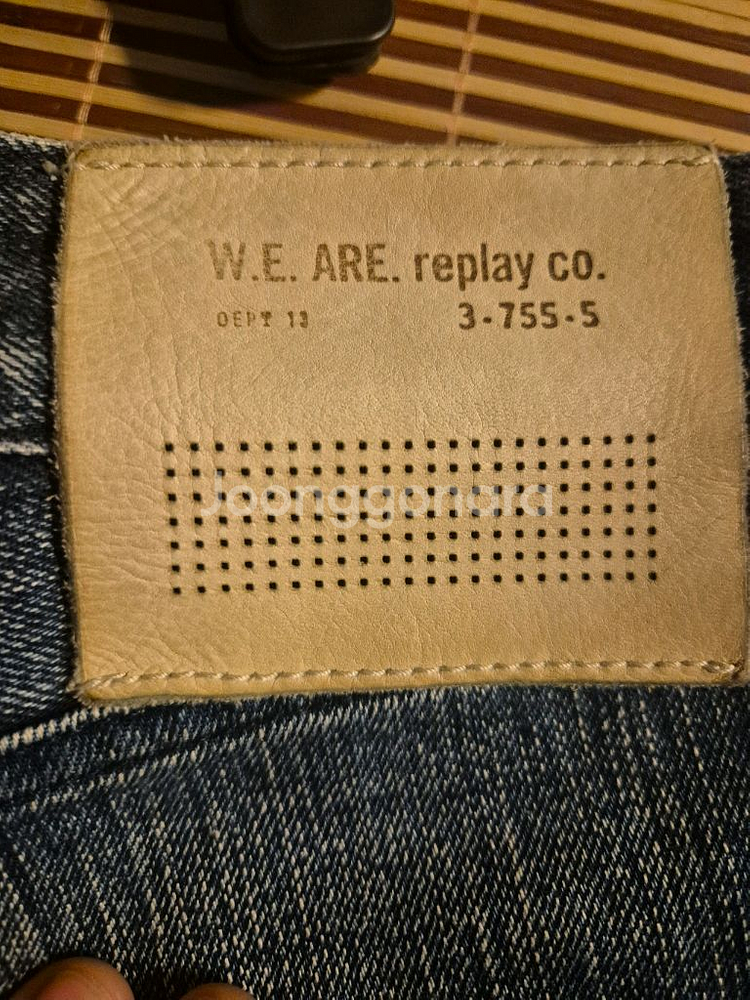 W.E. ARE. replay co.
DEPT 13 3-755-5
Joonggonara